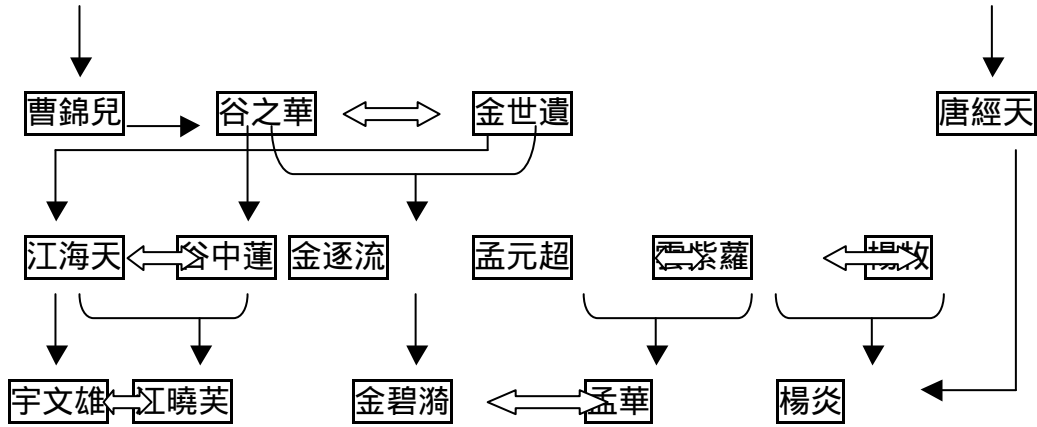 曹錦兒 谷之華 金世遺 唐經天
江海天 谷中蓮 金逐流 孟元超 雲紫蘿 楊牧
宇文雄 江曉芙 金碧漪 孟華 楊炎